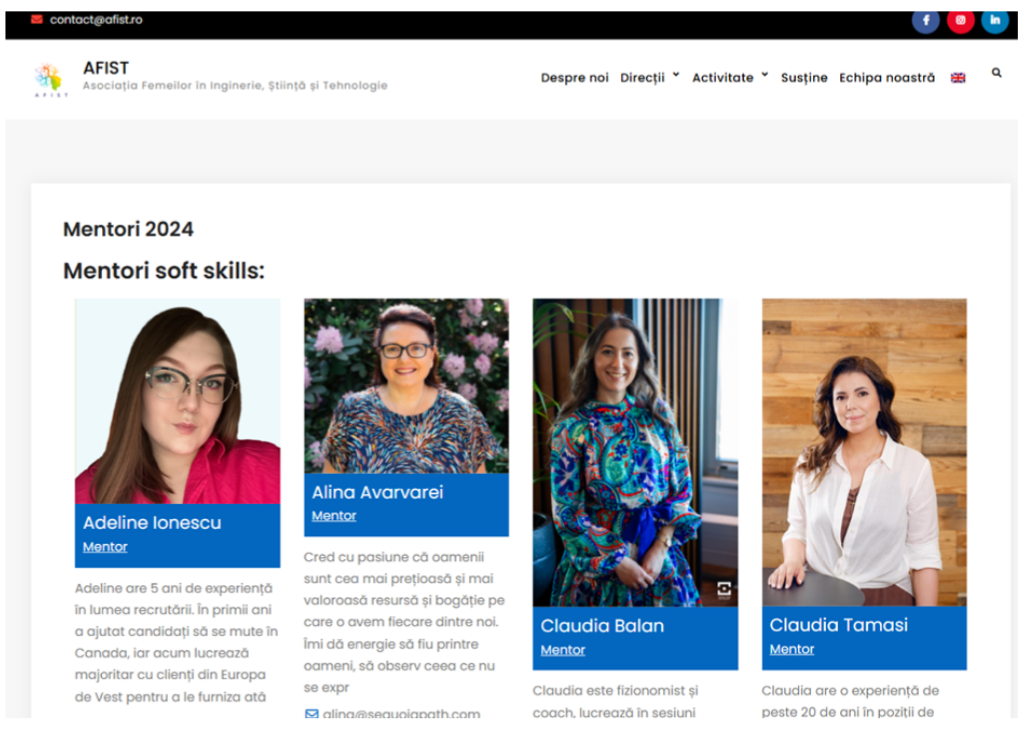 contact@afist.ro
AFIST
Asociația Femeilor în Inginerie, Știință și Tehnologie
A F I S T
Despre noi Direcții Activitate Susține Echipa noastră
Mentori 2024
Mentori soft skills:
Adeline Ionescu
Mentor
Adeline are 5 ani de experiență
în lumea recrutării. În primii ani
a ajutat candidați să se mute în
Canada, iar acum lucrează
majoritar cu clienți din Europa
de Vest pentru a le furniza atâ
Alina Avarvarei
Mentor
Cred cu pasiune că oamenii
sunt cea mai prețioasă și mai
valoroasă resursă și bogăție pe
care o avem fiecare dintre noi.
Îmi dă energie să fiu printre
oameni, să observ ceea ce nu
se expr
alina@sequoiapath.com
Claudia Balan
Mentor
Claudia este fizionomist și
coach, lucrează în sesiuni
Claudia Tamasi
Mentor
Claudia are o experiență de
peste 20 de ani în poziții de